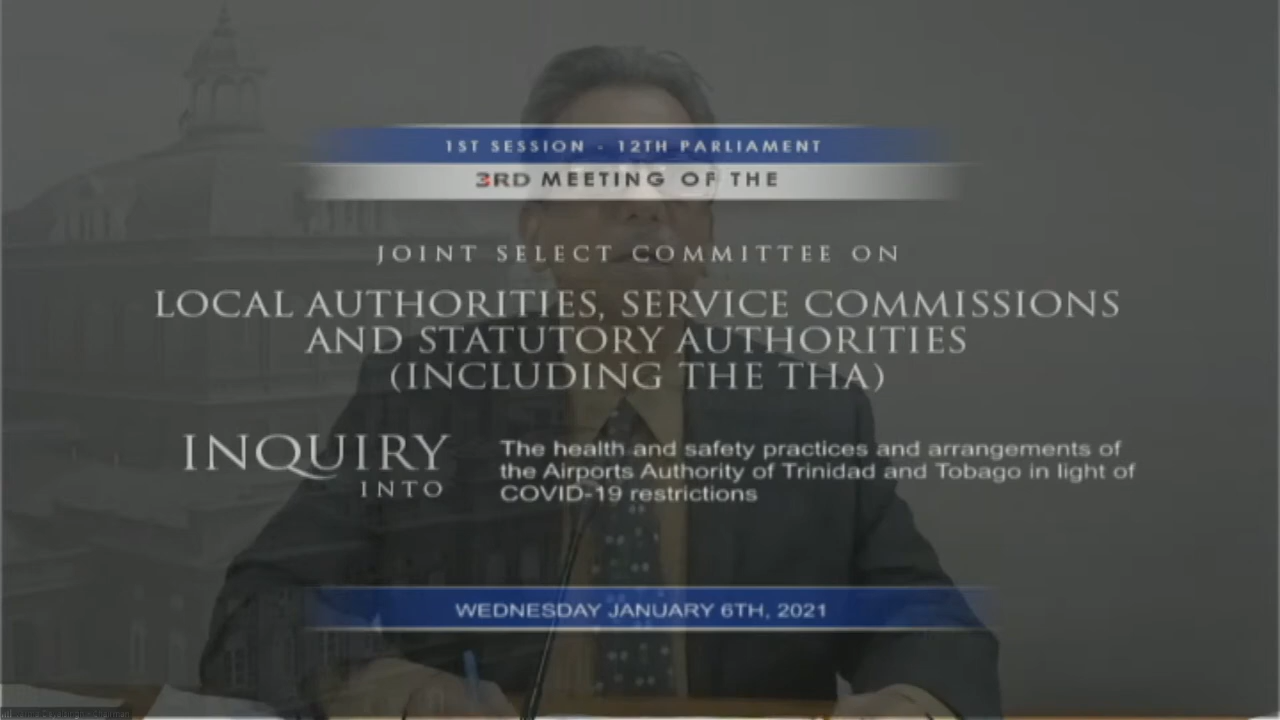 1ST SESSION - 12TH PARLIAMENT
3RD MEETING OF THE
JOINT SELECT COMMITTEE ON
LOCAL AUTHORITIES, SERVICE COMMISSIONS
AND STATUTORY AUTHORITIES
(INCLUDING THE THA)
INQUIRY
INTO
The health and safety practices and arrangements of
the Airports Authority of Trinidad and Tobago in light of
COVID-19 restrictions
WEDNESDAY JANUARY 6TH, 2021